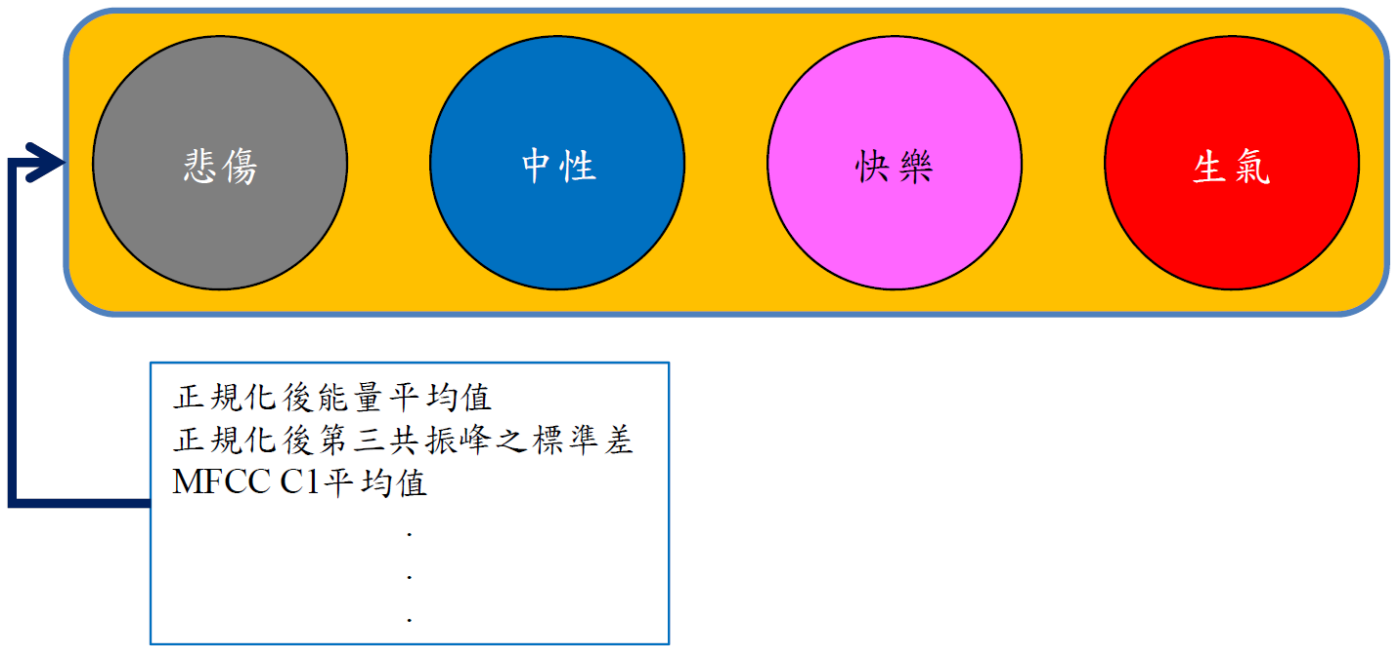 悲傷
中性
快樂
生氣
正規化後能量平均值
正規化後第三共振峰之標準差
MFCC C1平均值
.
.
.